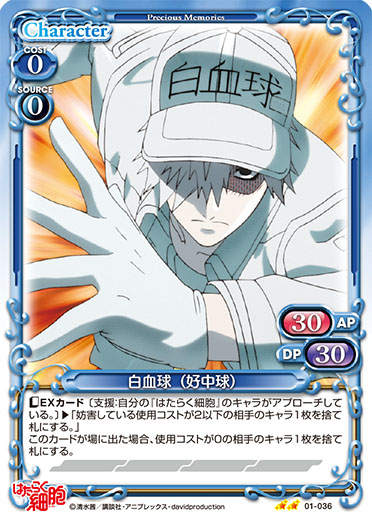 Precious Memories
Character
COST
0
SOURCE
0
白血球
30 AP
DP 30
白血球（好中球）
EXカード〔支援:自分の「はたらく細胞」のキャラがアプローチし
ている。〕▶「妨害している使用コストが2以下の相手のキャラ1枚を捨て
札にする。」
このカードが場に出た場合、使用コストが0の相手のキャラ1枚を捨て
札にする。
はたらく
細胞
©清水茜／講談社・アニプレックス・davidproduction
01-036